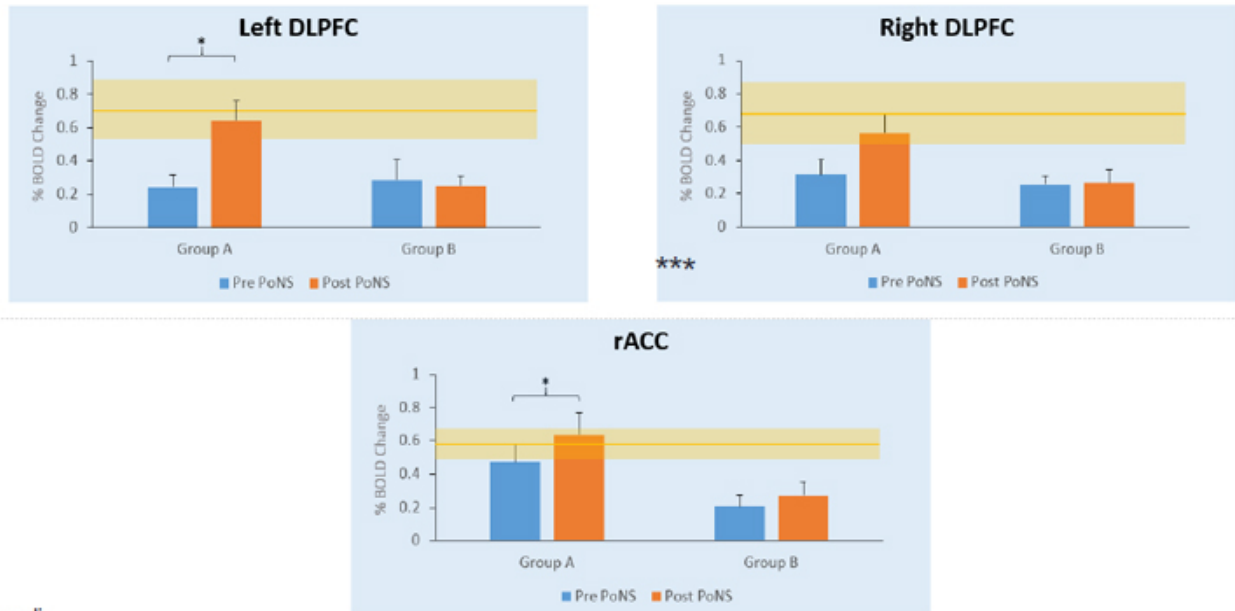 Left DLPFC
*
1
0.8
0.6
0.4
0.2
0
% BOLD Change
Group A
Group B
Pre PoNS
Post PoNS
Right DLPFC
1
0.8
0.6
0.4
0.2
0
% BOLD Change
Group A
Group B
***
Pre PoNS
Post PoNS
rACC
*
1
0.8
0.6
0.4
0.2
0
% BOLD Change
Group A
Group B
Pre PoNS
Post PoNS